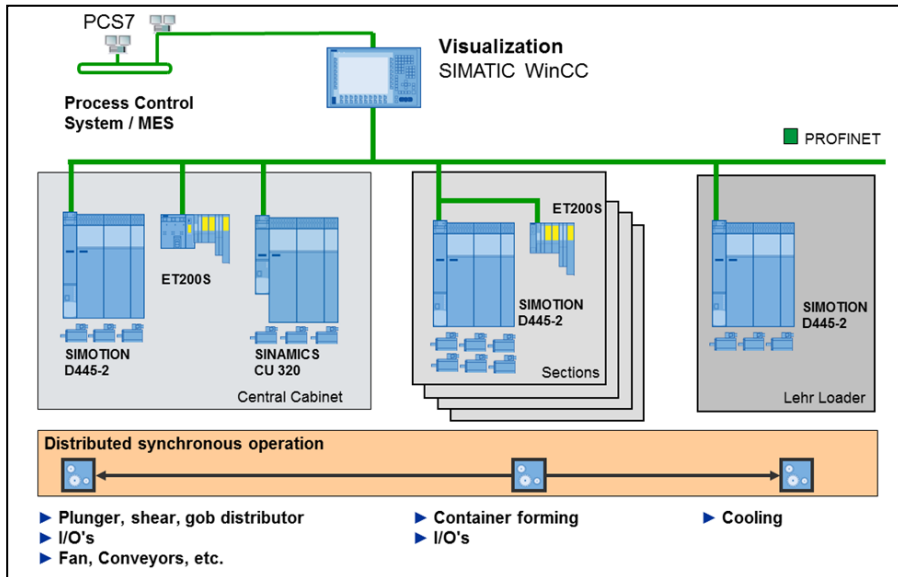 PCS7
Visualization
SIMATIC WinCC
Process Control
System / MES
PROFINET
ET200S
SIMOTION
D445-2
SINAMICS
CU 320
Central Cabinet
ET200S
SIMOTION
D445-2
Sections
SIMOTION
D445-2
Lehr Loader
Distributed synchronous operation
Plunger, shear, gob distributor
I/O's
Fan, Conveyors, etc.
Container forming
I/O's
Cooling